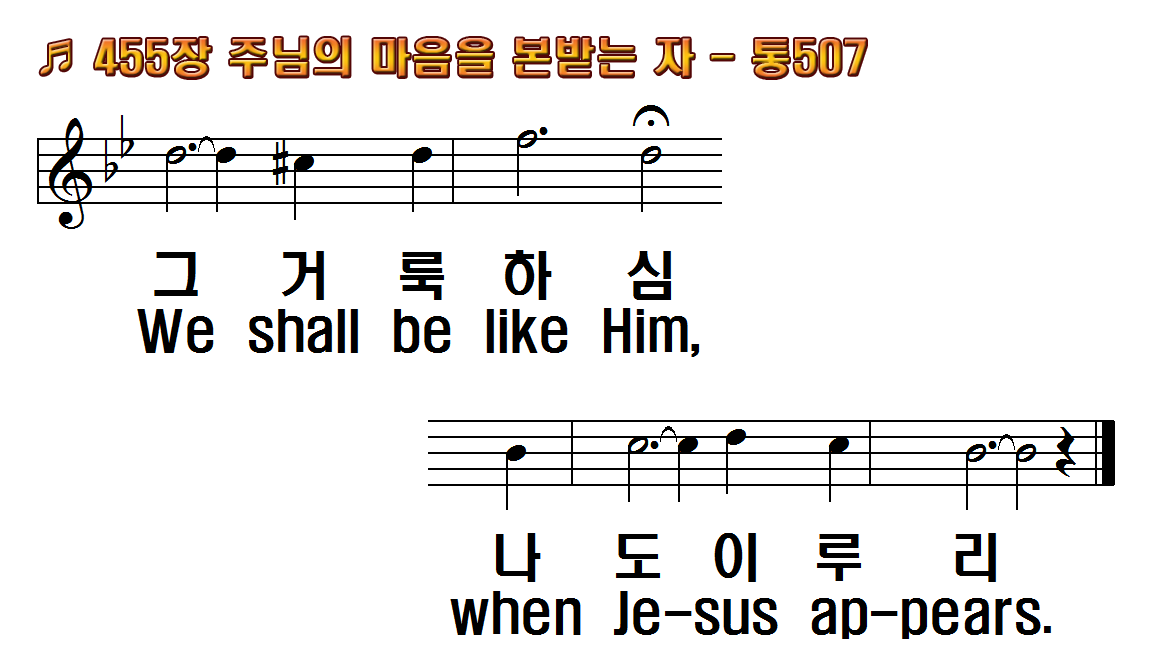 ♬ 455장 주님의 마음을 본받는 자 - 통507
그 거 룩 하 심
We shall be like Him,
나 도 이 루 리
when Je-sus ap-pears.